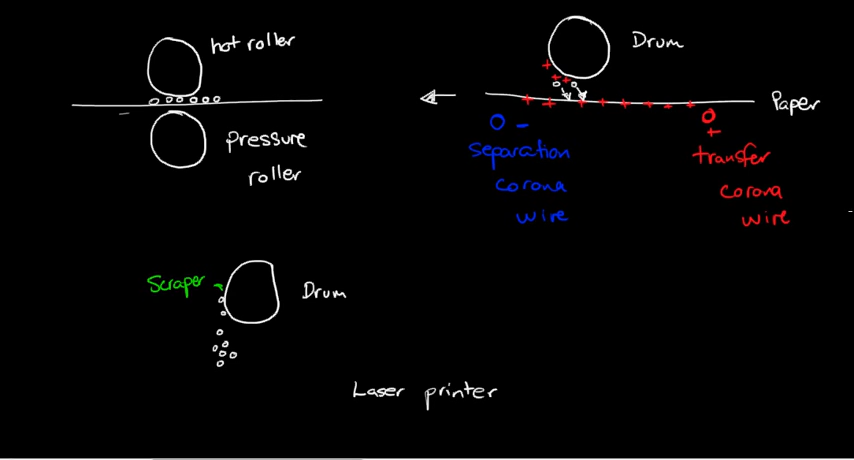 hot roller
pressure
roller
Drum
Paper
separation
corona
wire
transfer
corona
wire
Scraper
Drum
Laser printer